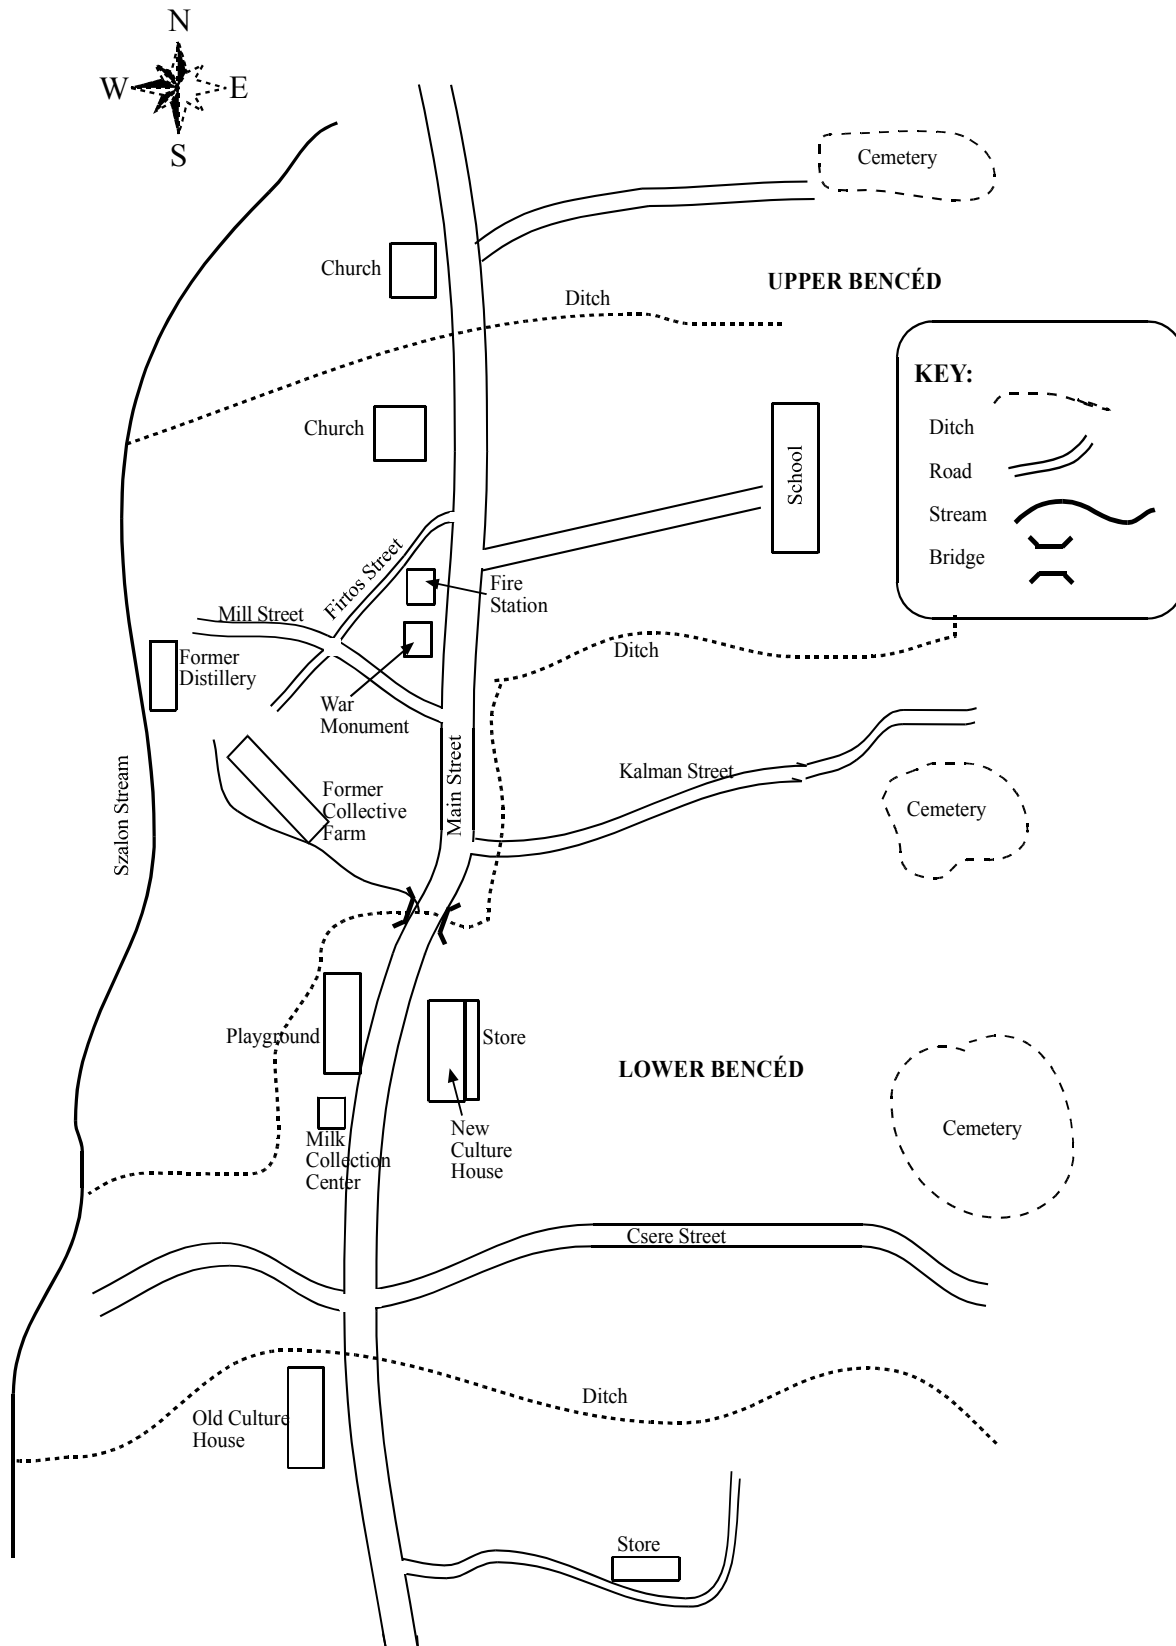 N
W
E
S
Cemetery
Church
UPPER BENCÉD
Ditch
KEY:
Ditch
Road
Stream
Bridge
Church
School
Firtos Street
Fire
Station
Mill Street
Ditch
Former
Distillery
War
Monument
Main Street
Kalman Street
Szalon Stream
Former
Collective
Farm
Cemetery
Playground
Store
LOWER BENCÉD
New
Culture
House
Milk
Collection
Center
Cemetery
Csere Street
Ditch
Old Culture
House
Store